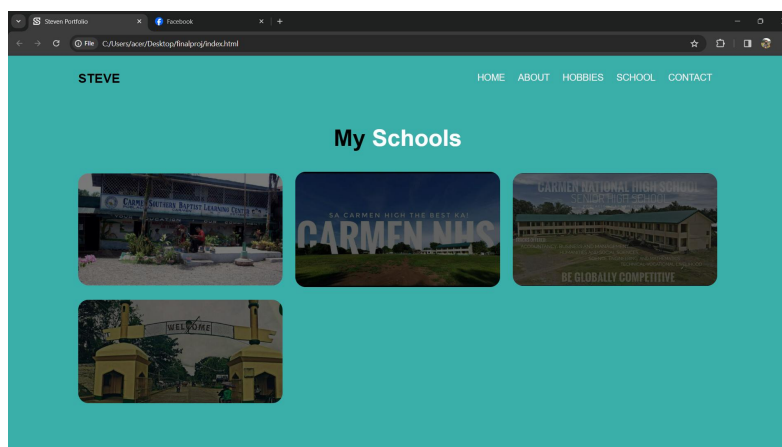 Steven Portfolio
Facebook
File C:/Users/acer/Desktop/finalproj/index.html
STEVE
HOME ABOUT HOBBIES SCHOOL CONTACT
My Schools
CARMEN SOUTHERN BAPTIST LEARNING CENTER
SA CARMEN HIGH THE BEST KA!
CARMEN NHS
CARMEN NATIONAL HIGH SCHOOL
SENIOR HIGH SCHOOL
BE GLOBALLY COMPETITIVE
WELCOME